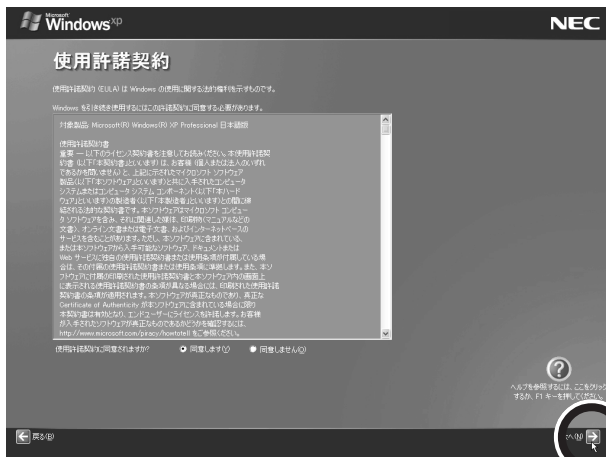 Microsoft
Windows xp
NEC
使用許諾契約
使用許諾契約 (EULA) は Windows の使用に関する法的権利を示すものです。
Windows を引き続き使用するにはこの許諾契約に同意する必要があります。
対象製品: Microsoft(R) Windows(R) XP Professional 日本語版
使用許諾契約書
重要 ― 以下のライセンス契約書を注意してお読みください。本使用許諾契
約書 (以下「本契約書」といいます) は、お客様 (個人または法人のいずれ
であるかを問いません) と、上記に示されたマイクロソフト ソフトウェア
製品(以下「本ソフトウェア」といいます)と共に入手されたコンピュータ
システムまたはコンピュータ システム コンポーネント(以下「本ハード
ウェア」といいます)の製造者(以下「本製造者」といいます)との間に締
結される法的な契約書です。本ソフトウェアはマイクロソフト コンピュー
タ ソフトウェアを含み、それに関連した媒体、印刷物(マニュアルなどの
文書)、オンライン文書または電子文書、およびインターネットベースの
サービスを含むことがあります。ただし、本ソフトウェアに含まれている、
または本ソフトウェアから入手可能なソフトウェア、ドキュメントまたは
Web サービスに独自の使用許諾契約書または使用条項が付属している場
合は、その付属の使用許諾契約書または使用条項に準拠します。また、本ソ
フトウェアに付属の印刷された使用許諾契約書と本ソフトウェア内の画面上
に表示される使用許諾契約書の条項が異なる場合には、印刷された使用許諾
契約書の条項が適用されます。本ソフトウェアが真正なものであり、真正な
Certificate of Authenticity が本ソフトウェアに含まれている場合に限り
本契約書は有効となり、エンドユーザーにライセンスを許諾します。お客様
が入手されたソフトウェアが真正なものであるかどうかを確認するには、
http://www.microsoft.com/piracy/howtotell をご参照ください。
使用許諾契約に同意されますか? 同意します(Y) 同意しません(O)
ヘルプを参照するには、ここをクリック
するか、F1 キーを押してください。
戻る(B)
へ(N)